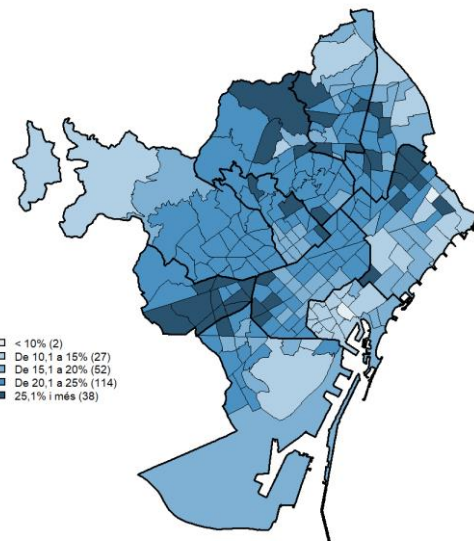 < 10% (2)
De 10,1 a 15% (27)
De 15,1 a 20% (52)
De 20,1 a 25% (114)
25,1% i més (38)